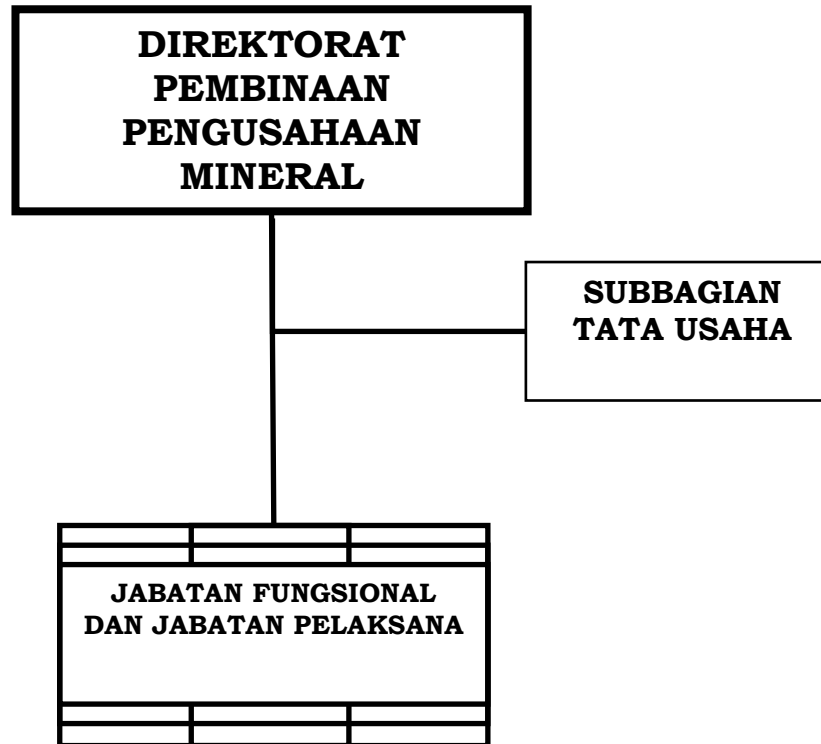 DIREKTORAT
PEMBINAAN
PENGUSAHAAN
MINERAL
SUBBAGIAN
TATA USAHA
JABATAN FUNGSIONAL
DAN JABATAN PELAKSANA